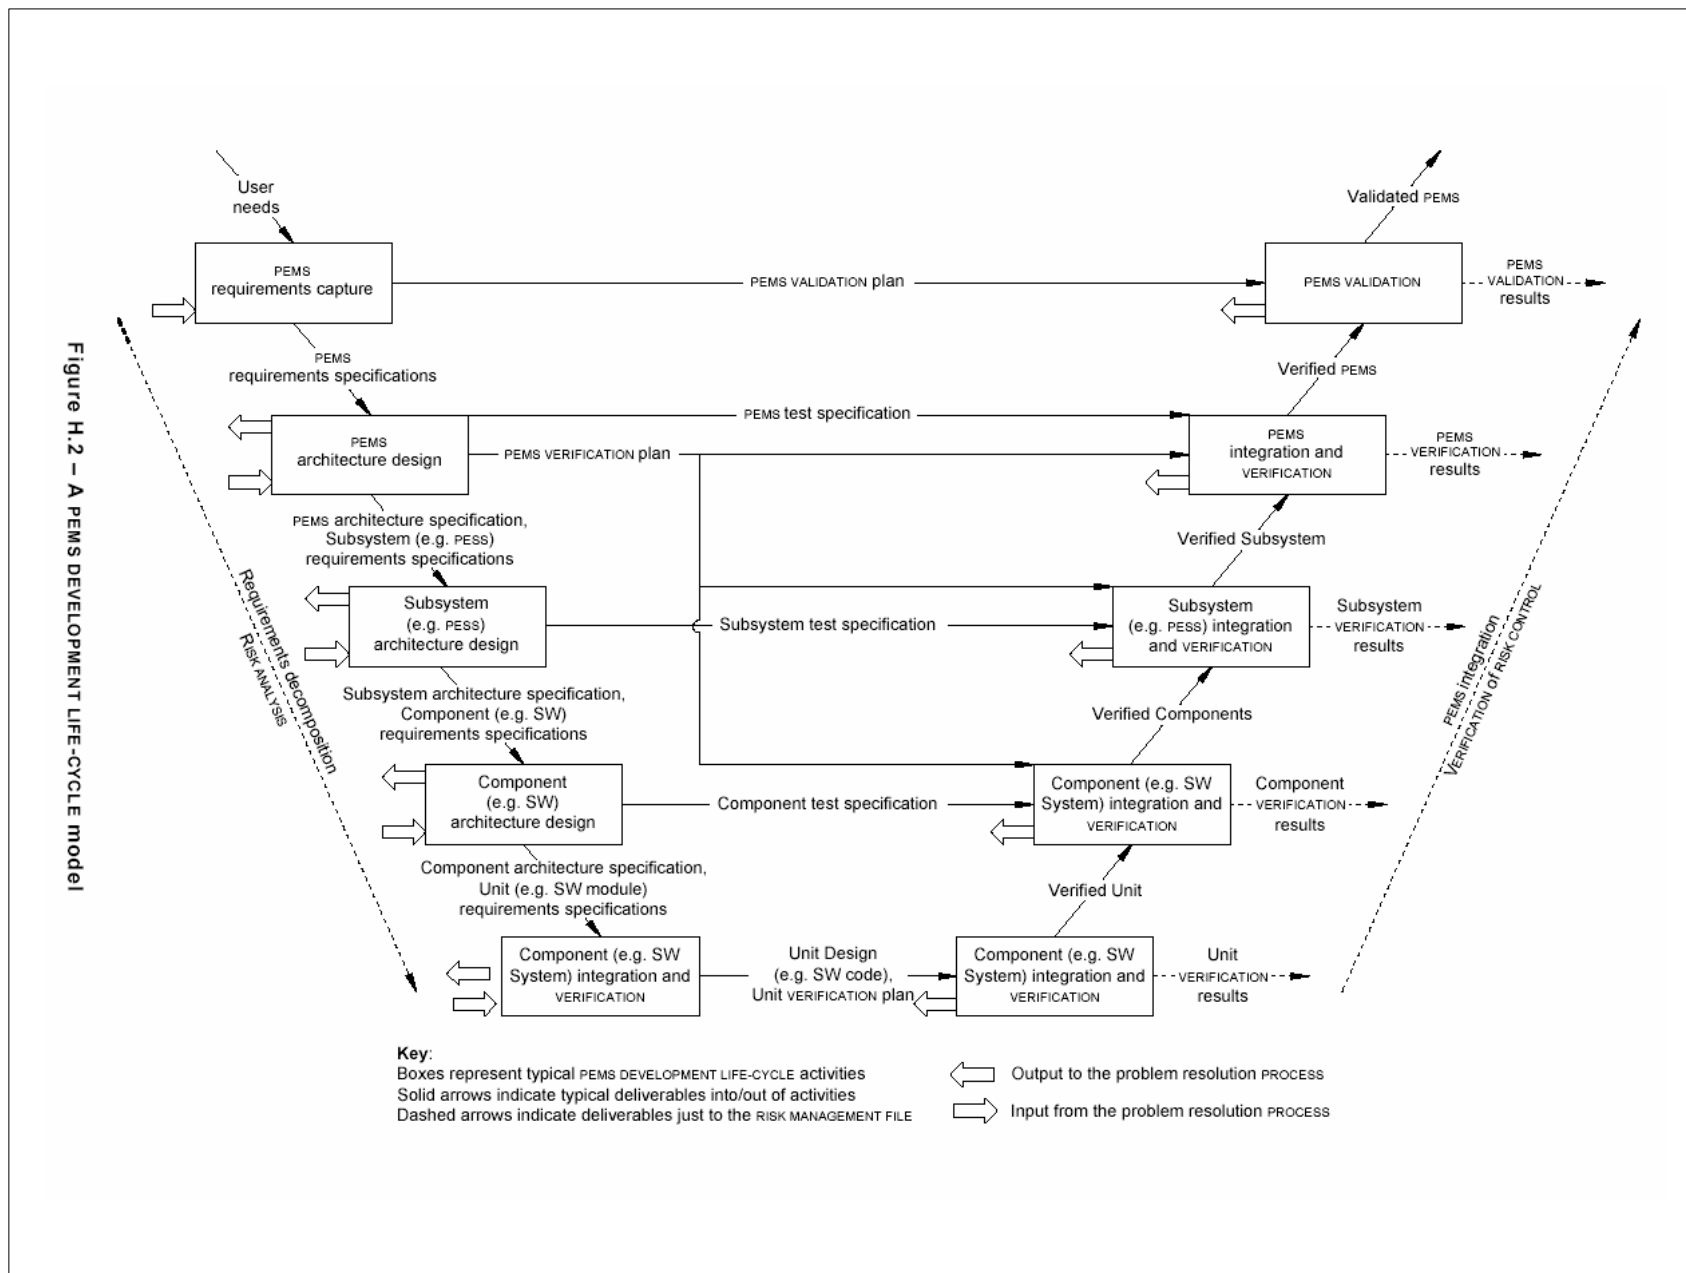 Figure H.2 – A PEMS DEVELOPMENT LIFE-CYCLE model
User
needs
Validated PEMS
PEMS
requirements capture
PEMS VALIDATION plan
PEMS VALIDATION
PEMS
VALIDATION
results
PEMS
requirements specifications
Verified PEMS
PEMS
architecture design
PEMS test specification
PEMS VERIFICATION plan
PEMS
integration and
VERIFICATION
PEMS
VERIFICATION
results
PEMS architecture specification,
Subsystem (e.g. PESS)
requirements specifications
Verified Subsystem
Requirements decomposition
RISK ANALYSIS
Subsystem
(e.g. PESS)
architecture design
Subsystem test specification
Subsystem
(e.g. PESS) integration
and VERIFICATION
Subsystem
VERIFICATION
results
PEMS integration
VERIFICATION of RISK CONTROL
Subsystem architecture specification,
Component (e.g. SW)
requirements specifications
Verified Components
Component
(e.g. SW)
architecture design
Component test specification
Component (e.g. SW
System) integration and
VERIFICATION
Component
VERIFICATION
results
Component architecture specification,
Unit (e.g. SW module)
requirements specifications
Verified Unit
Component (e.g. SW
System) integration and
VERIFICATION
Unit Design
(e.g. SW code),
Unit VERIFICATION plan
Component (e.g. SW
System) integration and
VERIFICATION
Unit
VERIFICATION
results
Key:
Boxes represent typical PEMS DEVELOPMENT LIFE-CYCLE activities
Solid arrows indicate typical deliverables into/out of activities
Dashed arrows indicate deliverables just to the RISK MANAGEMENT FILE
Output to the problem resolution PROCESS
Input from the problem resolution PROCESS